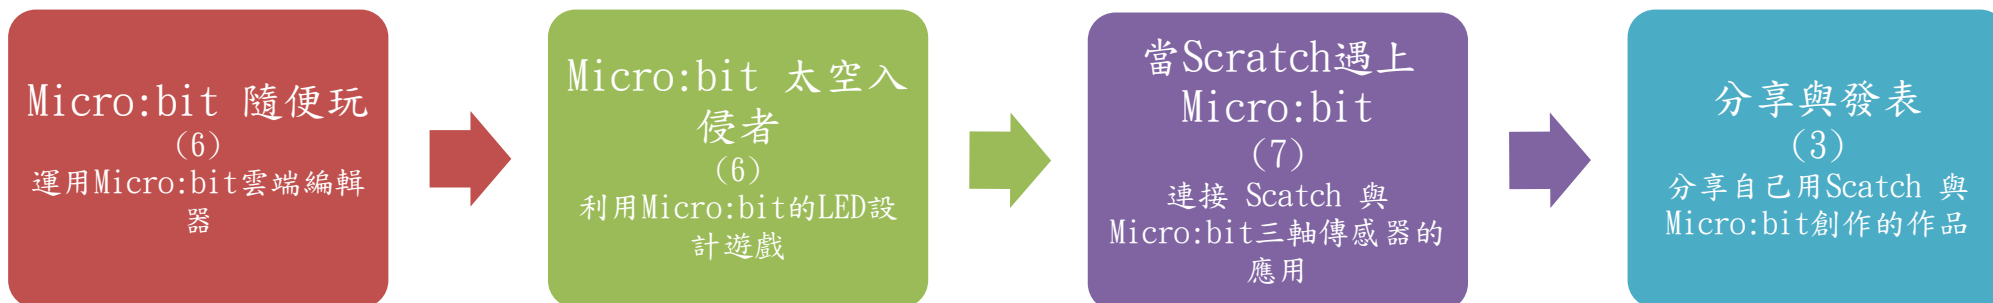 Micro:bit 隨便玩
(6)
運用Micro:bit雲端編輯
器
Micro:bit 太空入
侵者
(6)
利用Micro:bit的LED設
計遊戲
當Scratch遇上
Micro:bit
(7)
連接 Scatch 與
Micro:bit三軸傳感器的
應用
分享與發表
(3)
分享自己用Scatch 與
Micro:bit創作的作品